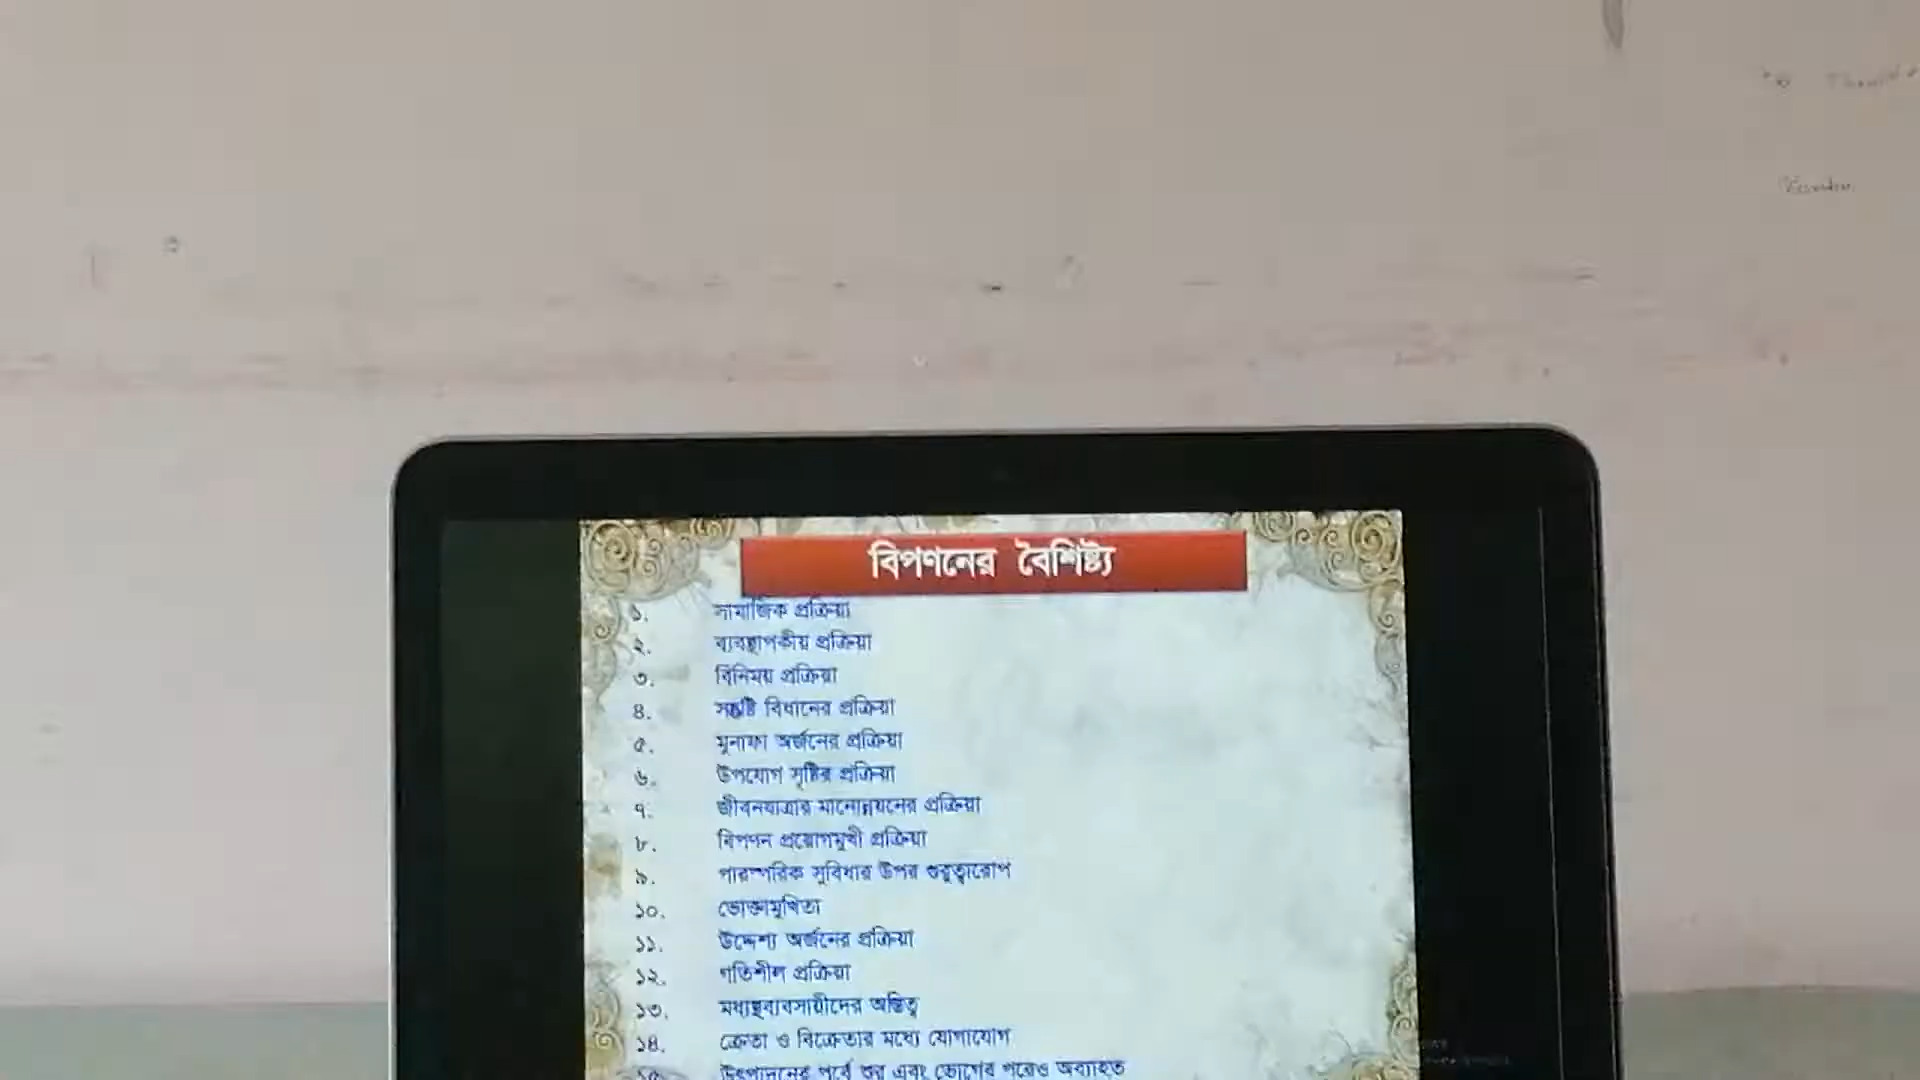 বিপণনের বৈশিষ্ট্য
১. সামাজিক প্রক্রিয়া
২. ব্যবস্থাপকীয় প্রক্রিয়া
৩. বিনিময় প্রক্রিয়া
৪. সন্তুষ্টি বিধানের প্রক্রিয়া
৫. মুনাফা অর্জনের প্রক্রিয়া
৬. উপযোগ সৃষ্টির প্রক্রিয়া
৭. জীবনযাত্রার মানোন্নয়নের প্রক্রিয়া
৮. বিপণন প্রয়োগমুখী প্রক্রিয়া
৯. পারস্পরিক সুবিধার উপর গুরুত্বারোপ
১০. ভোক্তামুখিতা
১১. উদ্দেশ্য অর্জনের প্রক্রিয়া
১২. গতিশীল প্রক্রিয়া
১৩. মধ্যস্থব্যবসায়ীদের অস্তিত্ব
১৪. ক্রেতা ও বিক্রেতার মধ্যে যোগাযোগ
১৫. উৎপাদনের পূর্বে শুরু এবং ভোগের পরেও অব্যাহত